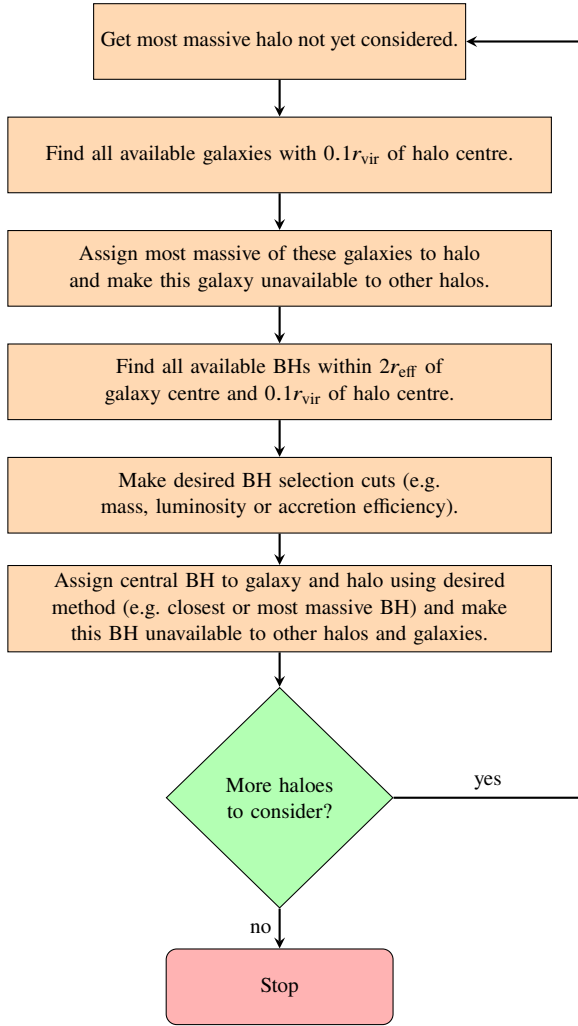 Get most massive halo not yet considered.
Find all available galaxies with 0.1r_vir of halo centre.
Assign most massive of these galaxies to halo
and make this galaxy unavailable to other halos.
Find all available BHs within 2r_eff of
galaxy centre and 0.1r_vir of halo centre.
Make desired BH selection cuts (e.g.
mass, luminosity or accretion efficiency).
Assign central BH to galaxy and halo using desired
method (e.g. closest or most massive BH) and make
this BH unavailable to other halos and galaxies.
More haloes
to consider?
yes
no
Stop